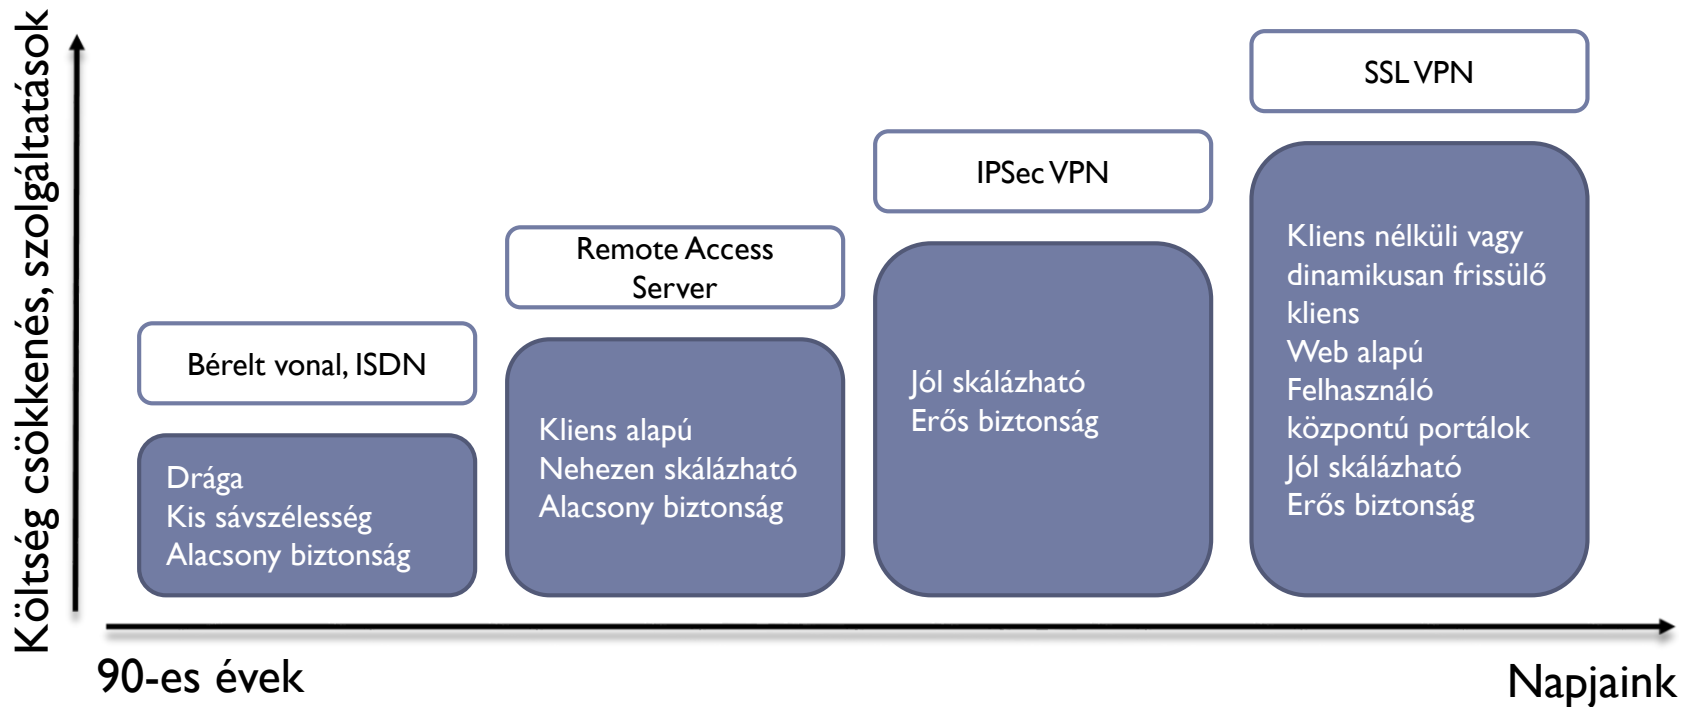 Költség csökkenés, szolgáltatások
Bérelt vonal, ISDN
Drága
Kis sávszélesség
Alacsony biztonság
Remote Access
Server
Kliens alapú
Nehezen skálázható
Alacsony biztonság
IPSec VPN
Jól skálázható
Erős biztonság
SSL VPN
Kliens nélküli vagy
dinamikusan frissülő
kliens
Web alapú
Felhasználó
központú portálok
Jól skálázható
Erős biztonság
90-es évek
Napjaink